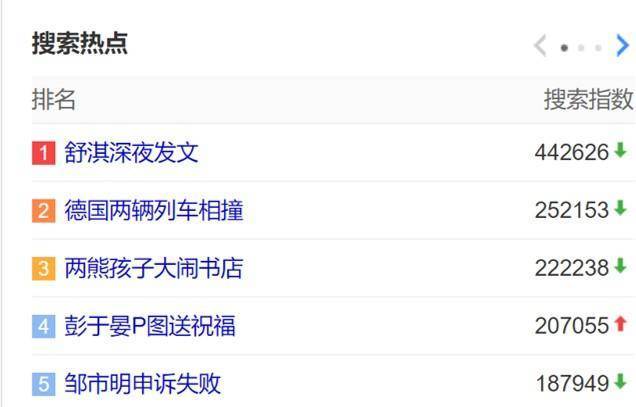 搜索热点
排名 搜索指数
1 舒淇深夜发文 442626
2 德国两辆列车相撞 252153
3 两熊孩子大闹书店 222238
4 彭于晏P图送祝福 207055
5 邹市明申诉失败 187949